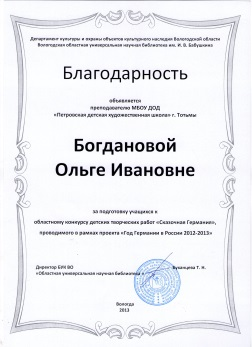 Департамент культуры и охраны объектов культурного наследия Вологодской области
Вологодская областная универсальная научная библиотека им. И. В. Бабушкина
Благодарность
объявляется
преподавателю МБОУ ДОД
«Петровская детская художественная школа» г. Тотьмы
Богдановой
Ольге Ивановне
за подготовку учащихся к
областному конкурсу детских творческих работ «Сказочная Германия»,
проводимого в рамках проекта «Год Германии в России 2012-2013»
Директор БУК ВО
«Областная универсальная научная библиотека
Буханцева Т. Н.
Вологда
2013